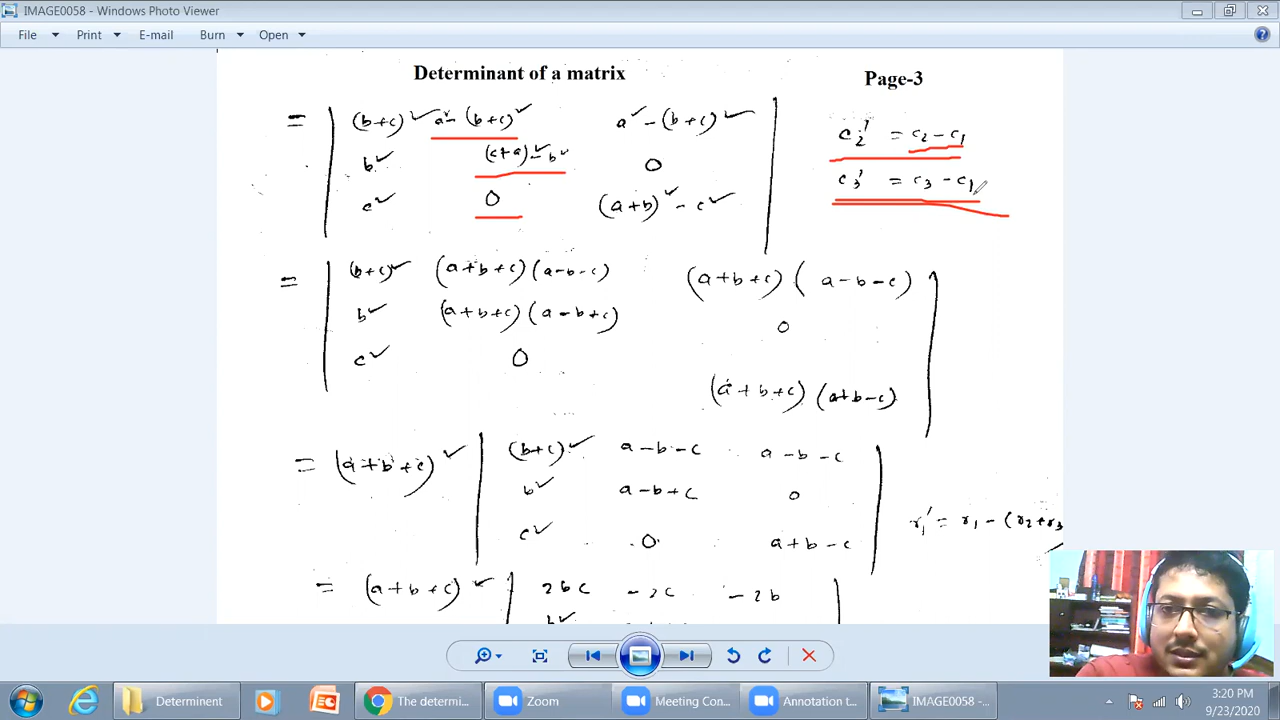 IMAGE0058 - Windows Photo Viewer
File Print E-mail Burn Open
Determinant of a matrix
Page-3
= | (b+c)² a²-(b+c)² a²-(b+c)² |
b² (c+a)²-b² 0
c² 0 (a+b)²-c²
c₂' = c₂-c₁
c₃' = c₃-c₁
= | (b+c)² (a+b+c)(a-b-c) (a+b+c)(a-b-c) |
b² (a+b+c)(a-b+c) 0
c² 0 (a+b+c)(a+b-c)
= (a+b+c)² | (b+c)² a-b-c a-b-c |
b² a-b+c 0
c² 0 a+b-c
r₁' = r₁-(r₂+r₃
= (a+b+c)² | 2bc -2c -2b |
b²
Determinent
The determi...
Zoom
Meeting Con...
Annotation t...
IMAGE0058 -...
3:20 PM
9/23/2020